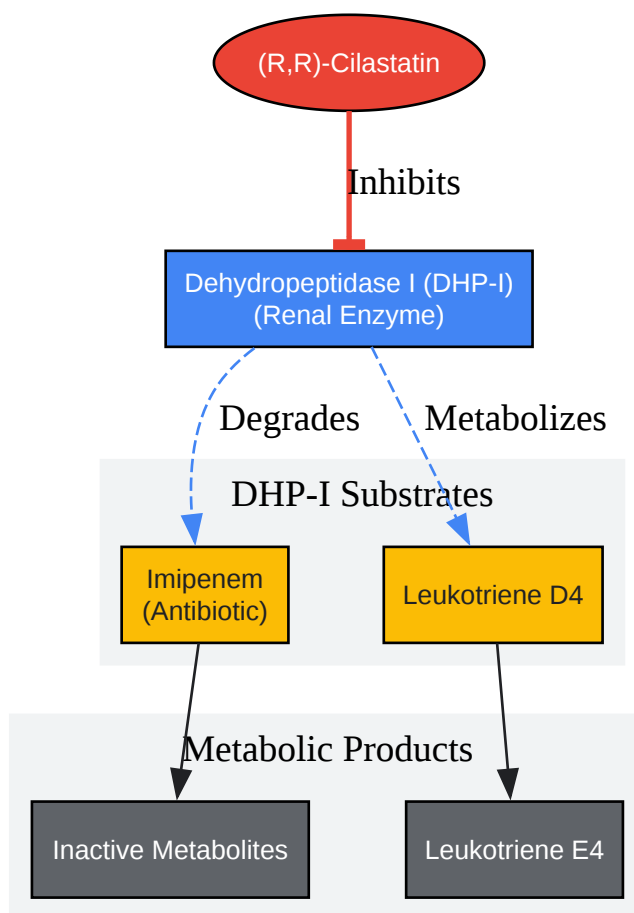 (R,R)-Cilastatin
Inhibits
Dehydropeptidase I (DHP-I)
(Renal Enzyme)
Degrades
Metabolizes
DHP-I Substrates
Imipenem
(Antibiotic)
Leukotriene D4
Metabolic Products
Inactive Metabolites
Leukotriene E4